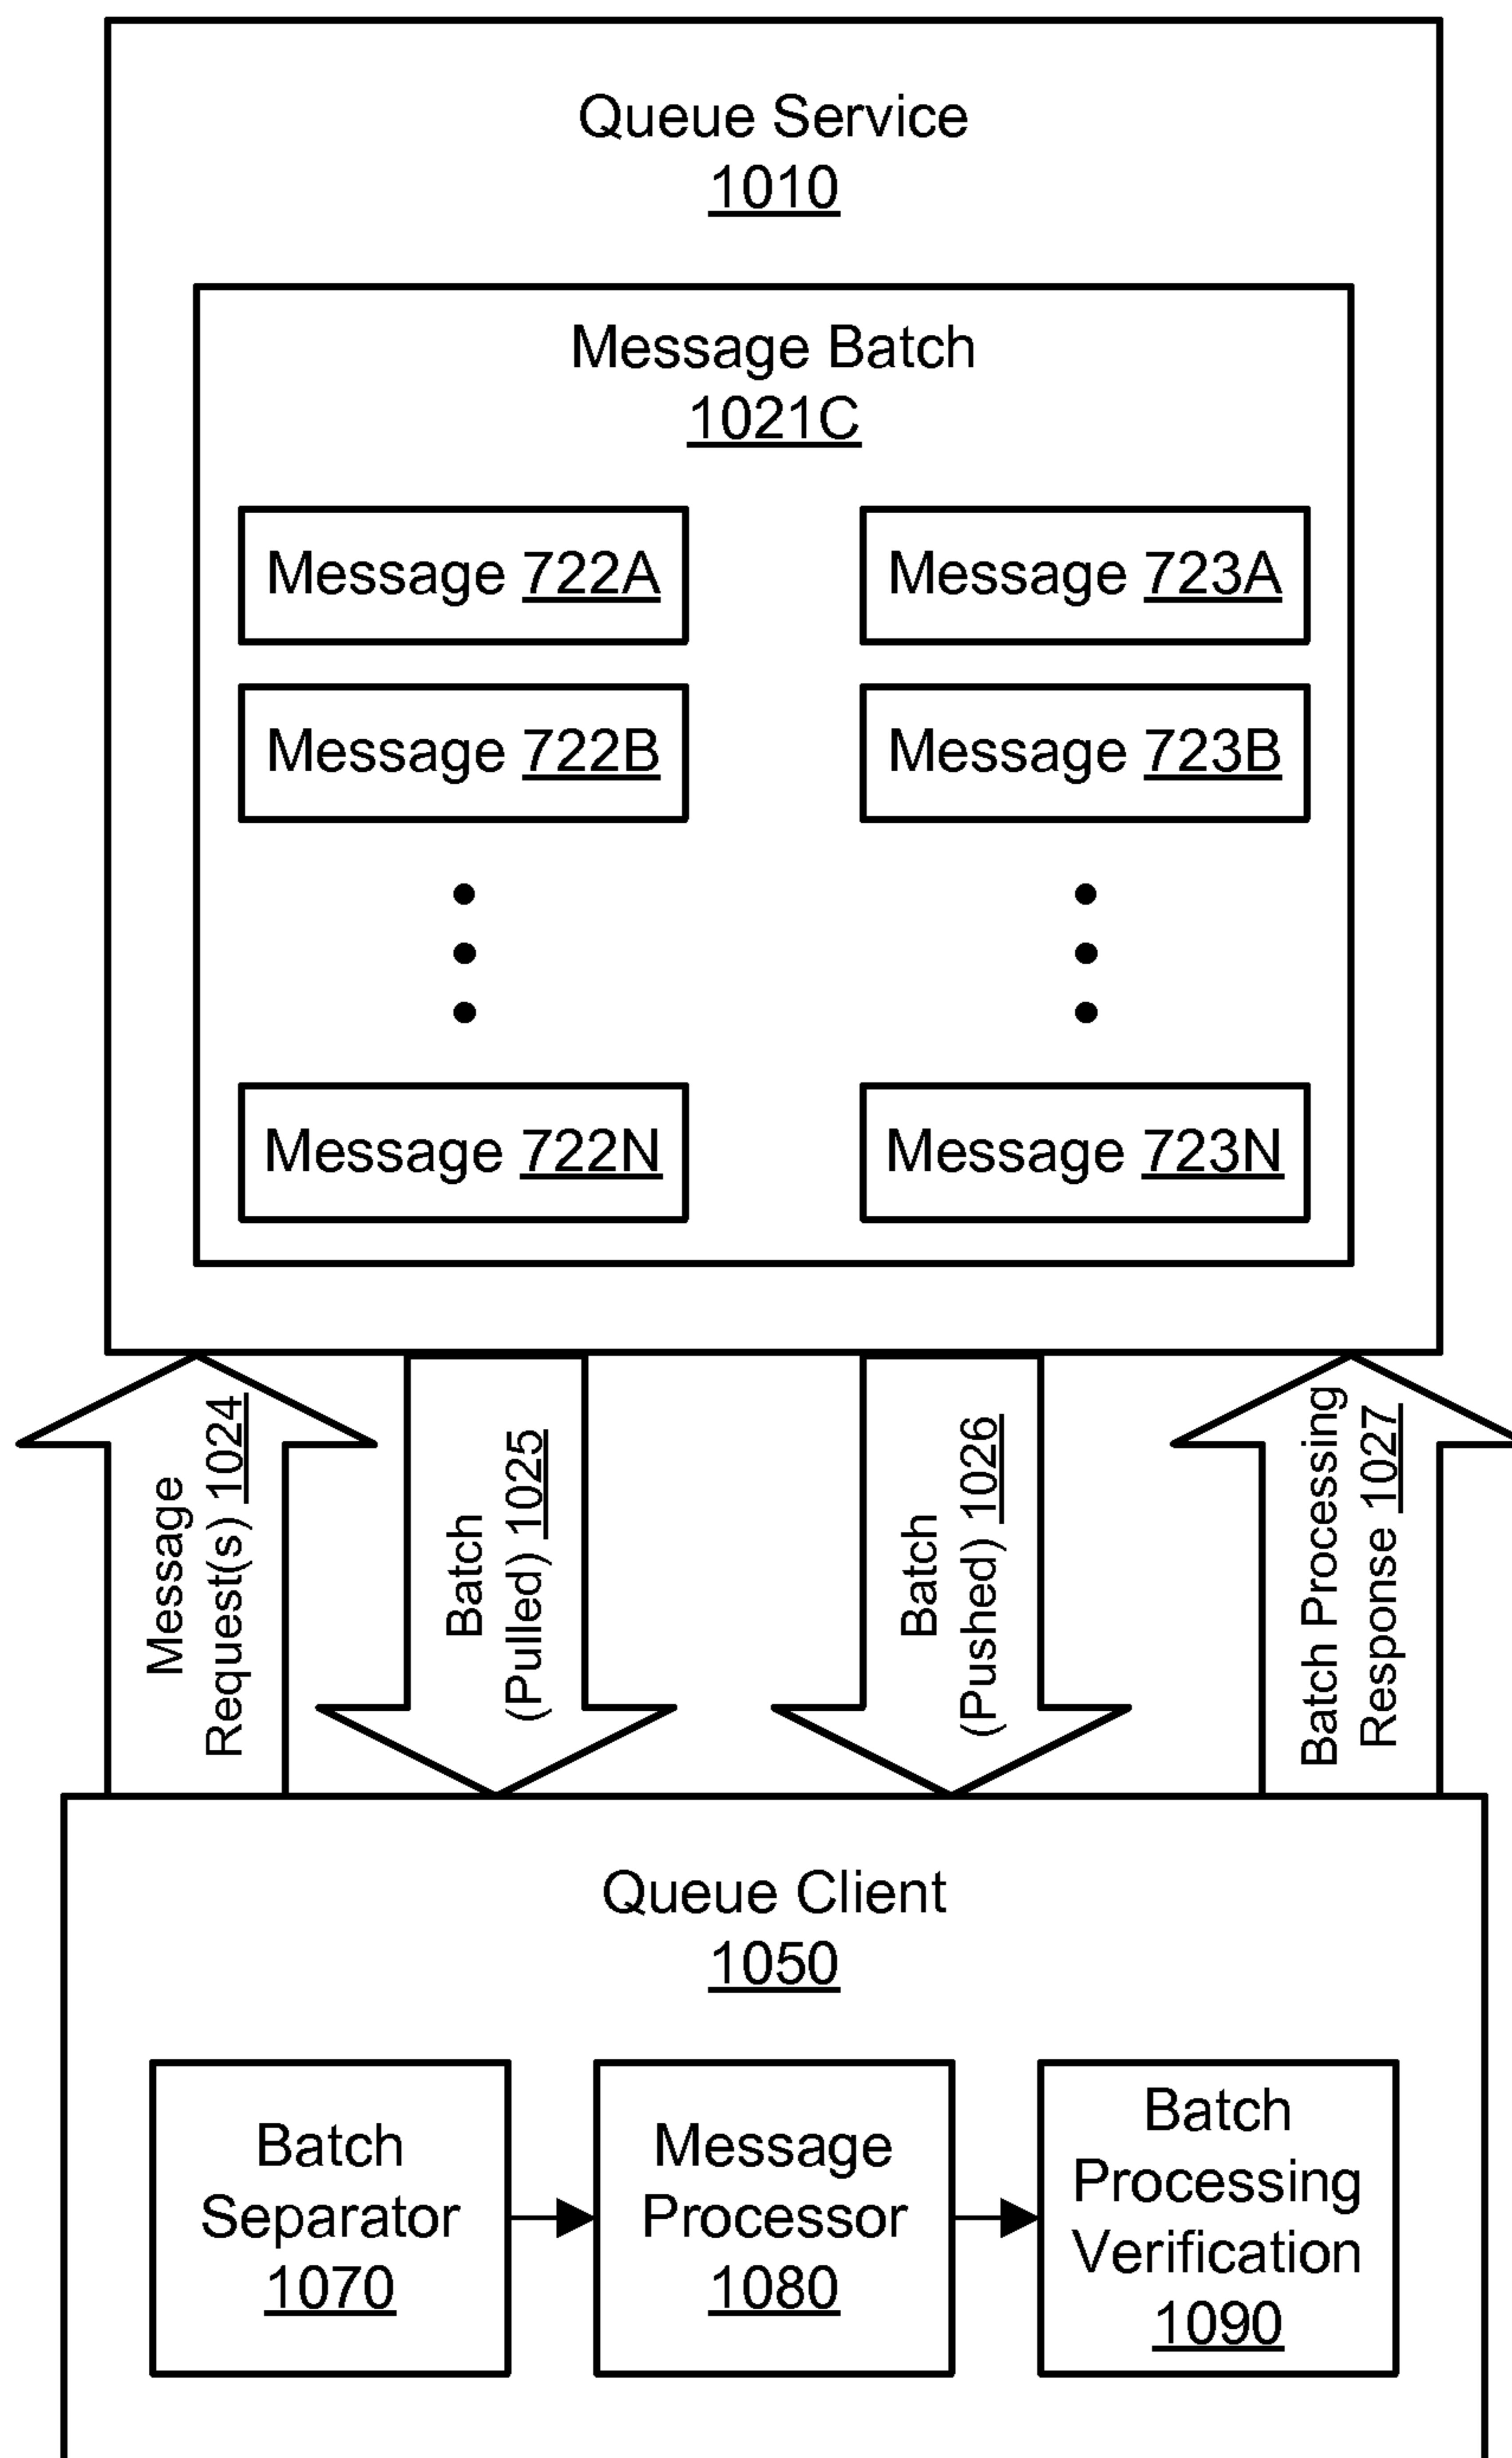 Queue Service
1010
Message Batch
1021C
Message 722A
Message 723A
Message 722B
Message 723B
Message 722N
Message 723N
Message
Request(s) 1024
Batch
(Pulled) 1025
Batch
(Pushed) 1026
Batch Processing
Response 1027
Queue Client
1050
Batch
Separator
1070
Message
Processor
1080
Batch
Processing
Verification
1090